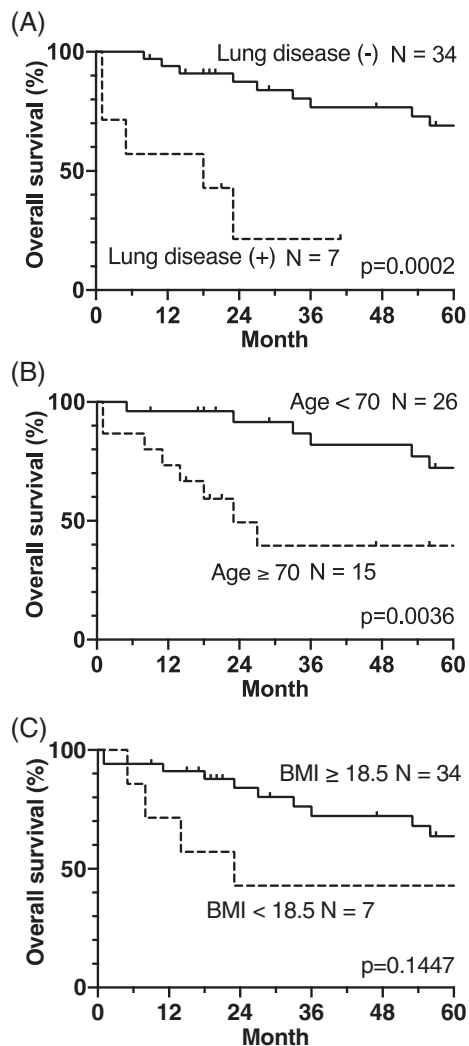 (A)
Overall survival (%)
100
50
0
Lung disease (-) N = 34
Lung disease (+) N = 7
p=0.0002
0 12 24 36 48 60
Month
(B)
Overall survival (%)
100
50
0
Age < 70 N = 26
Age ≥ 70 N = 15
p=0.0036
0 12 24 36 48 60
Month
(C)
Overall survival (%)
100
50
0
BMI ≥ 18.5 N = 34
BMI < 18.5 N = 7
p=0.1447
0 12 24 36 48 60
Month